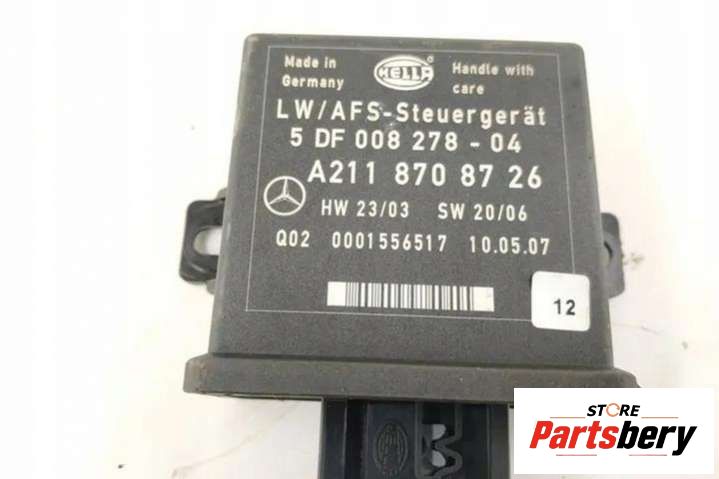 Made in
Germany
HELLA
®
Handle with
care
LW/AFS-Steuergerät
5 DF 008 278 - 04
A211 870 87 26
HW 23/03 SW 20/06
Q02 0001556517 10.05.07
12
STORE
Partsbery